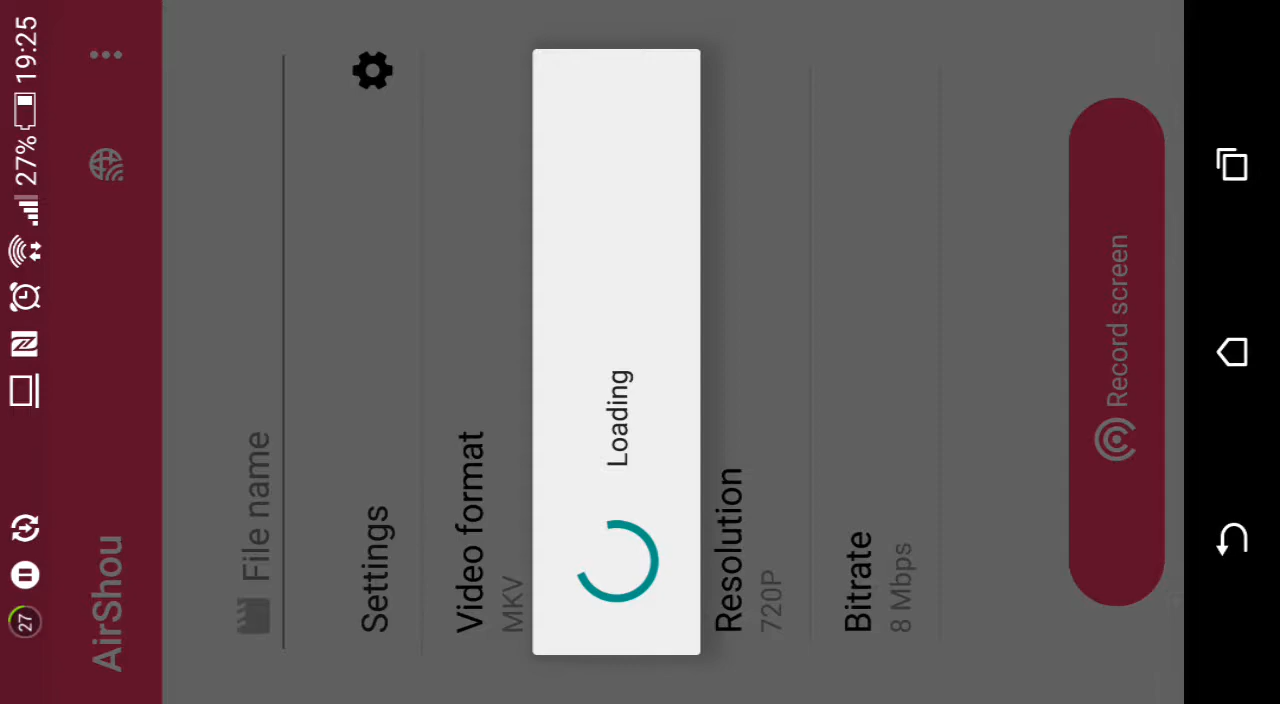 27 27% 19:25
AirShou
File name
Settings
Video format
MKV
Loading
Resolution
720P
Bitrate
8 Mbps
Record screen